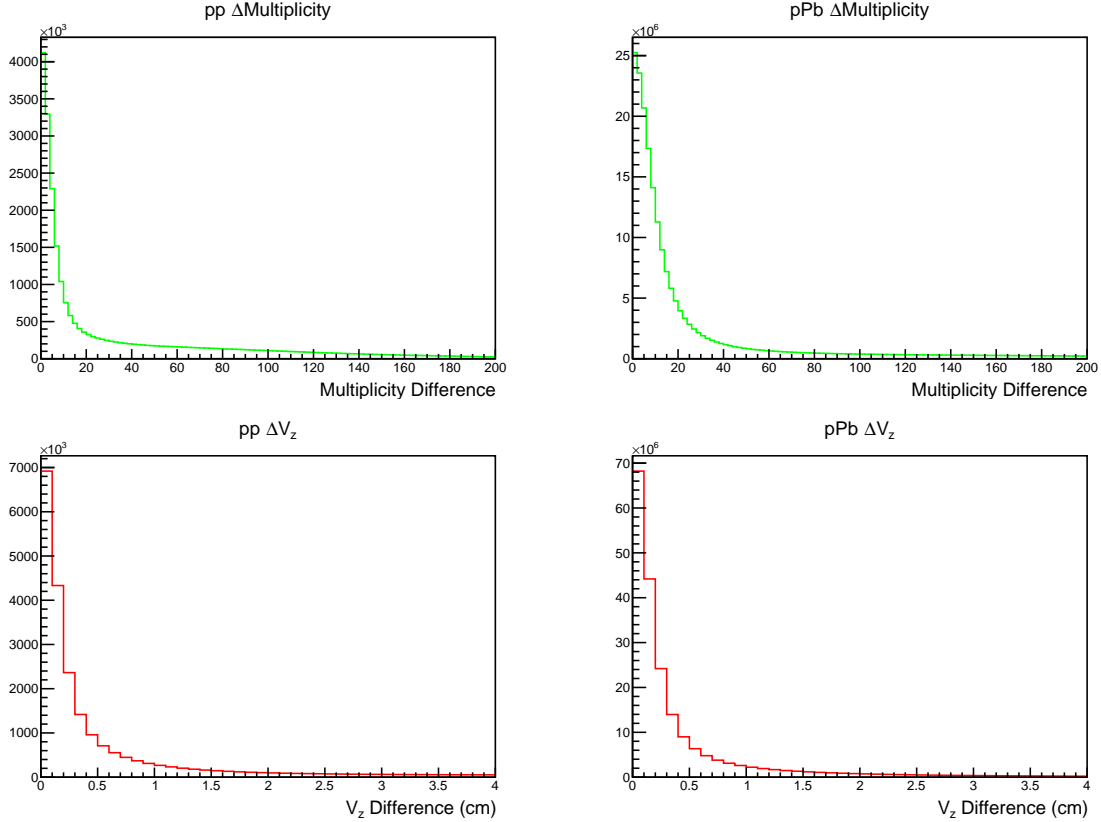 pp ΔMultiplicity
×10³
4000
3500
3000
2500
2000
1500
1000
500
0
0 20 40 60 80 100 120 140 160 180 200
Multiplicity Difference
pPb ΔMultiplicity
×10⁶
25
20
15
10
5
0
0 20 40 60 80 100 120 140 160 180 200
Multiplicity Difference
pp ΔV_z
×10³
7000
6000
5000
4000
3000
2000
1000
0
0 0.5 1 1.5 2 2.5 3 3.5 4
V_z Difference (cm)
pPb ΔV_z
×10⁶
70
60
50
40
30
20
10
0
0 0.5 1 1.5 2 2.5 3 3.5 4
V_z Difference (cm)